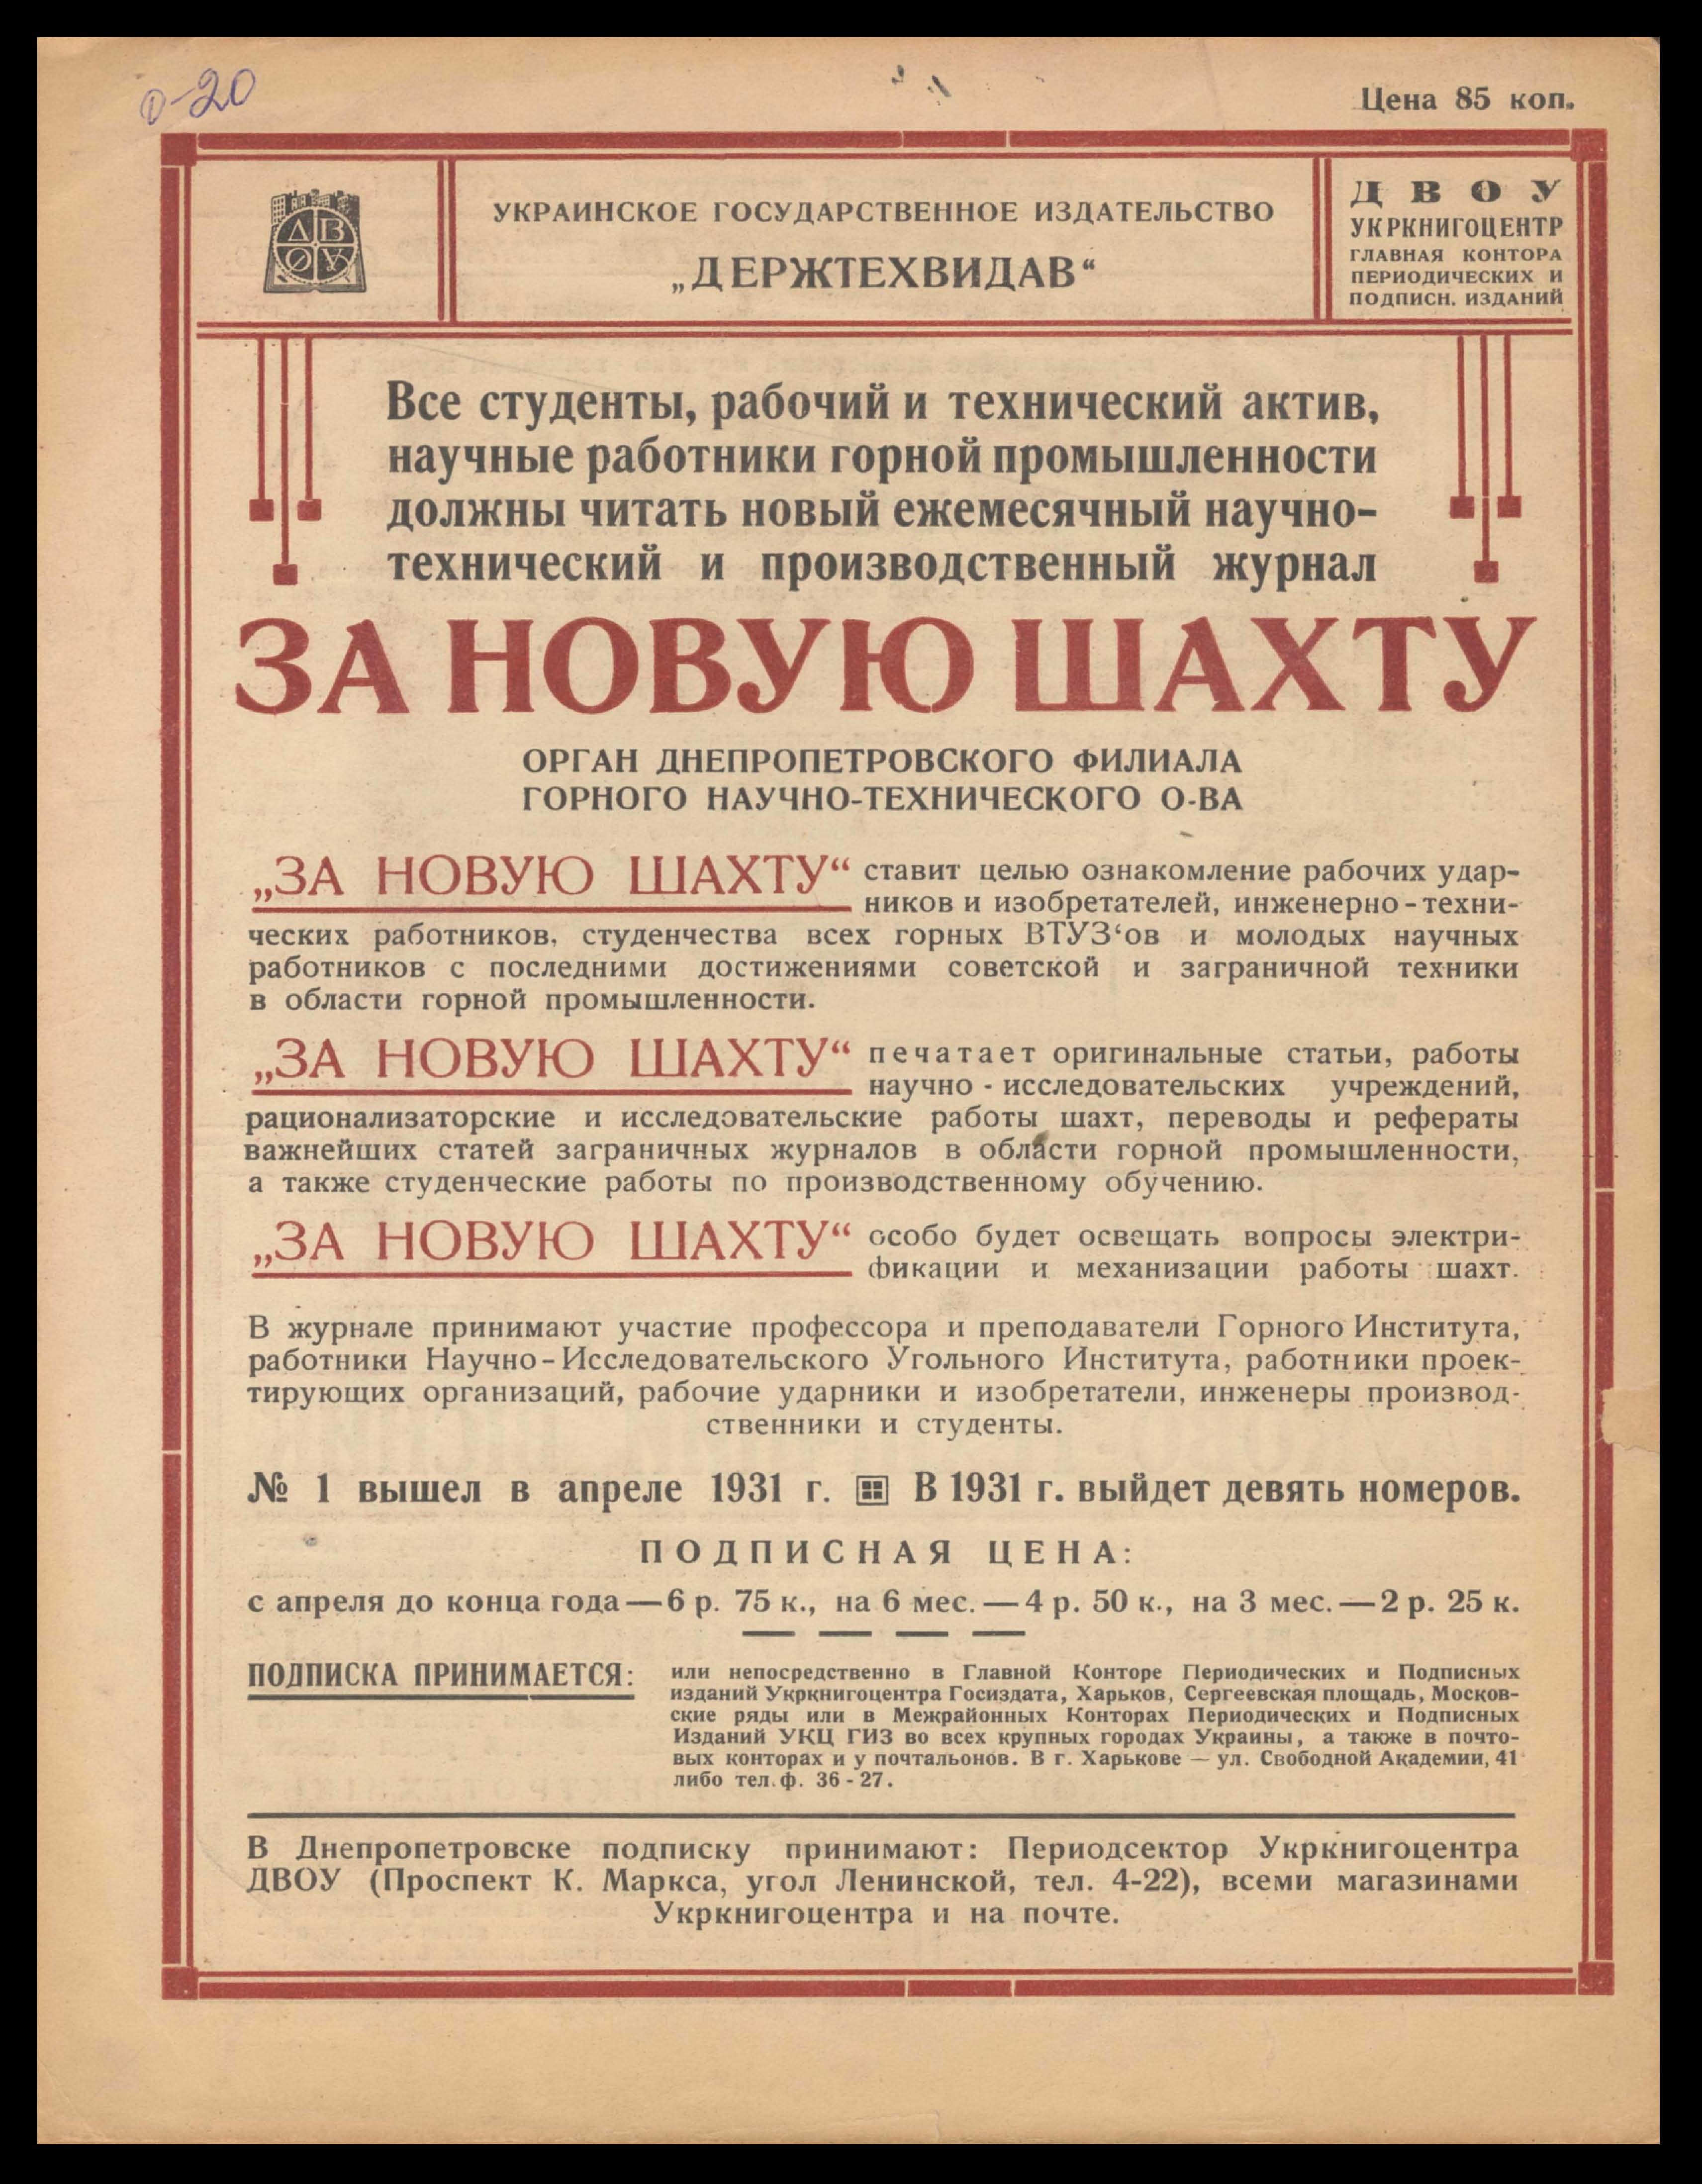 0-20
Цена 85 коп.
ДВОУ
УКРАИНСКОЕ ГОСУДАРСТВЕННОЕ ИЗДАТЕЛЬСТВО
„ДЕРЖТЕХВИДАВ“
ДВОУ
УКРКНИГОЦЕНТР
ГЛАВНАЯ КОНТОРА
ПЕРИОДИЧЕСКИХ И
ПОДПИСН. ИЗДАНИЙ
Все студенты, рабочий и технический актив,
научные работники горной промышленности
должны читать новый ежемесячный научно-
технический и производственный журнал
ЗА НОВУЮ ШАХТУ
ОРГАН ДНЕПРОПЕТРОВСКОГО ФИЛИАЛА
ГОРНОГО НАУЧНО-ТЕХНИЧЕСКОГО О-ВА
„ЗА НОВУЮ ШАХТУ“ ставит целью ознакомление рабочих удар-
ников и изобретателей, инженерно-техни-
ческих работников, студенчества всех горных ВТУЗ‘ов и молодых научных
работников с последними достижениями советской и заграничной техники
в области горной промышленности.
„ЗА НОВУЮ ШАХТУ“ печатает оригинальные статьи, работы
научно-исследовательских учреждений,
рационализаторские и исследовательские работы шахт, переводы и рефераты
важнейших статей заграничных журналов в области горной промышленности,
а также студенческие работы по производственному обучению.
„ЗА НОВУЮ ШАХТУ“ особо будет освещать вопросы электри-
фикации и механизации работы шахт.
В журнале принимают участие профессора и преподаватели Горного Института,
работники Научно-Исследовательского Угольного Института, работники проек-
тирующих организаций, рабочие ударники и изобретатели, инженеры производ-
ственники и студенты.
№ 1 вышел в апреле 1931 г. В 1931 г. выйдет девять номеров.
ПОДПИСНАЯ ЦЕНА:
с апреля до конца года—6 р. 75 к., на 6 мес.—4 р. 50 к., на 3 мес.—2 р. 25 к.
ПОДПИСКА ПРИНИМАЕТСЯ: или непосредственно в Главной Конторе Периодических и Подписных
изданий Укркнигоцентра Госиздата, Харьков, Сергеевская площадь, Москов-
ские ряды или в Межрайонных Конторах Периодических и Подписных
Изданий УКЦ ГИЗ во всех крупных городах Украины, а также в почто-
вых конторах и у почтальонов. В г. Харькове — ул. Свободной Академии, 41
либо тел.ф. 36-27.
В Днепропетровске подписку принимают: Периодсектор Укркнигоцентра
ДВОУ (Проспект К. Маркса, угол Ленинской, тел. 4-22), всеми магазинами
Укркнигоцентра и на почте.